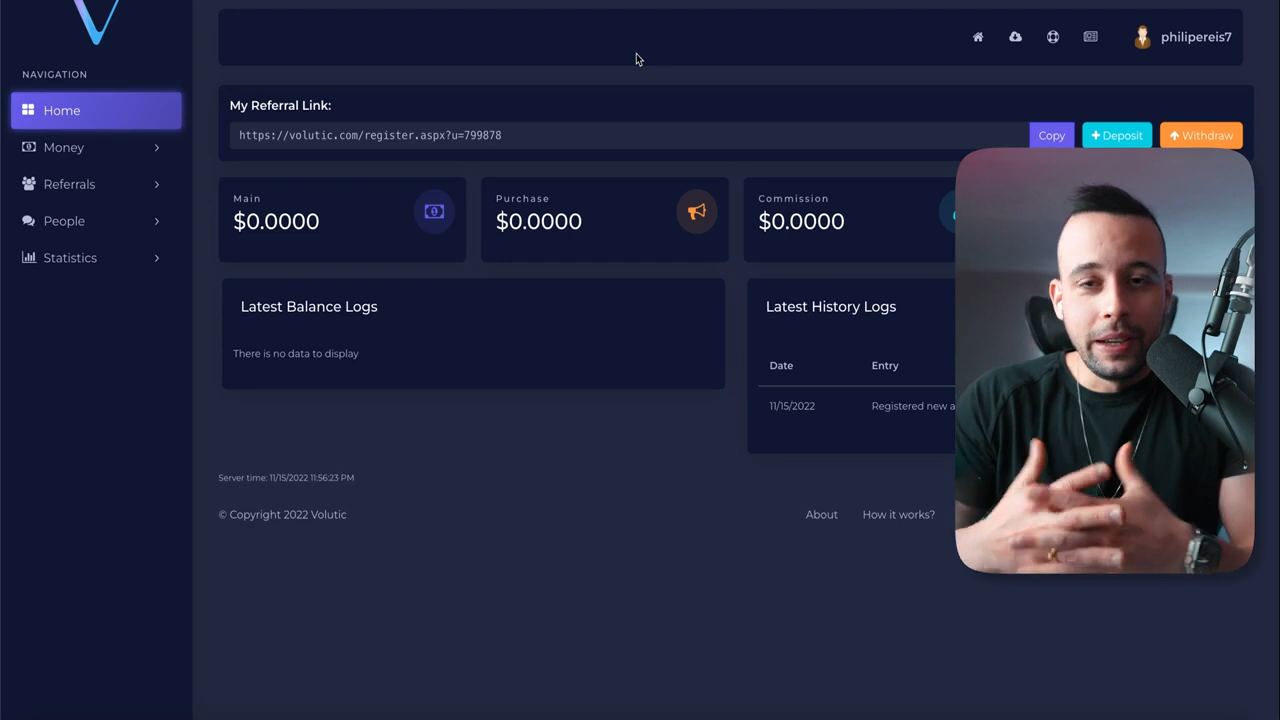 philipereis7
NAVIGATION
My Referral Link:
Home
https://volutic.com/register.aspx?u=799878
Copy
Deposit
Withdraw
Money
Referrals
Main
Purchase
Commission
$0.0000
$0.0000
$0.0000
People
Statistics
Latest Balance Logs
Latest History Logs
There is no data to display
Date
Entry
11/15/2022
Registered new a
Server time: 11/15/2022 11:56:23 PM
© Copyright 2022 Volutic
About
How it works?